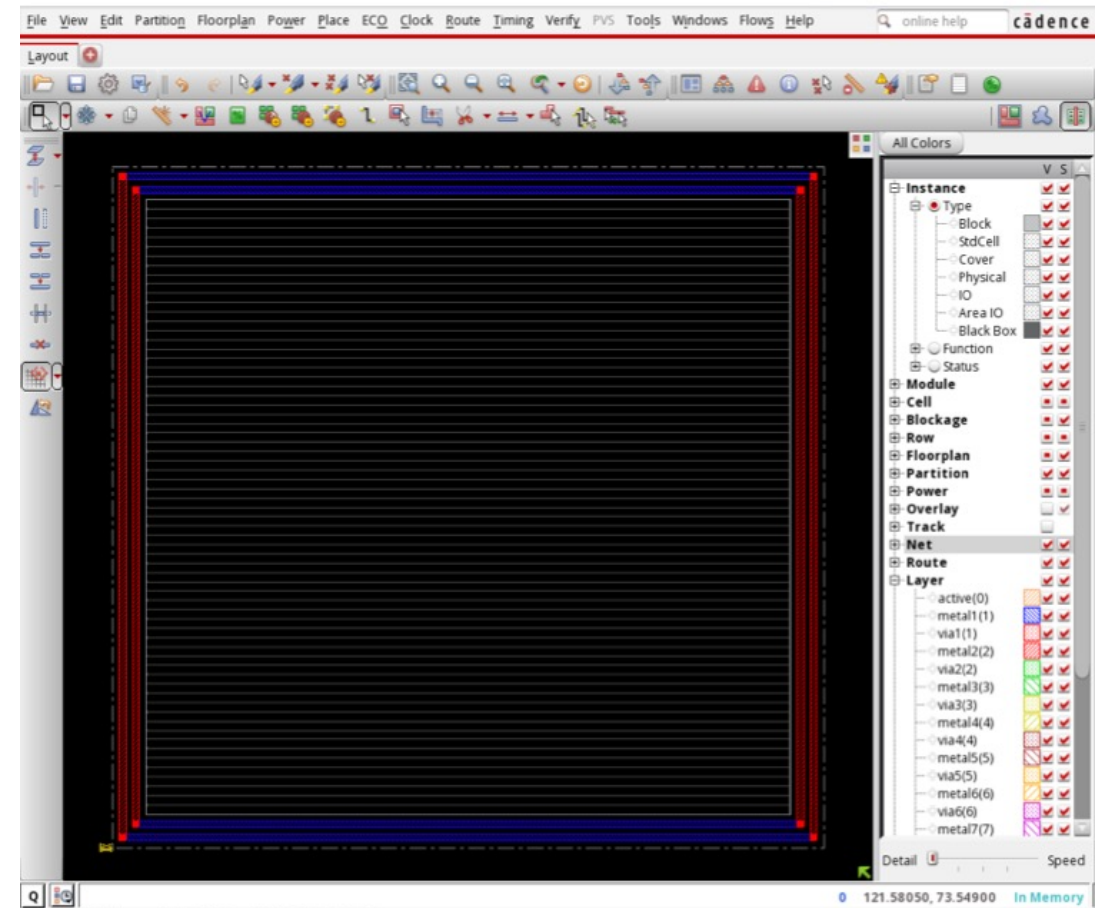 File View Edit Partition Floorplan Power Place ECO Clock Route Timing Verify PVS Tools Windows Flows Help online help cādence
Layout
All Colors
V S
Instance
Type
Block
StdCell
Cover
Physical
IO
Area IO
Black Box
Function
Status
Module
Cell
Blockage
Row
Floorplan
Partition
Power
Overlay
Track
Net
Route
Layer
active(0)
metal1(1)
via1(1)
metal2(2)
via2(2)
metal3(3)
via3(3)
metal4(4)
via4(4)
metal5(5)
via5(5)
metal6(6)
via6(6)
metal7(7)
Detail Speed
Q 0 121.58050, 73.54900 In Memory